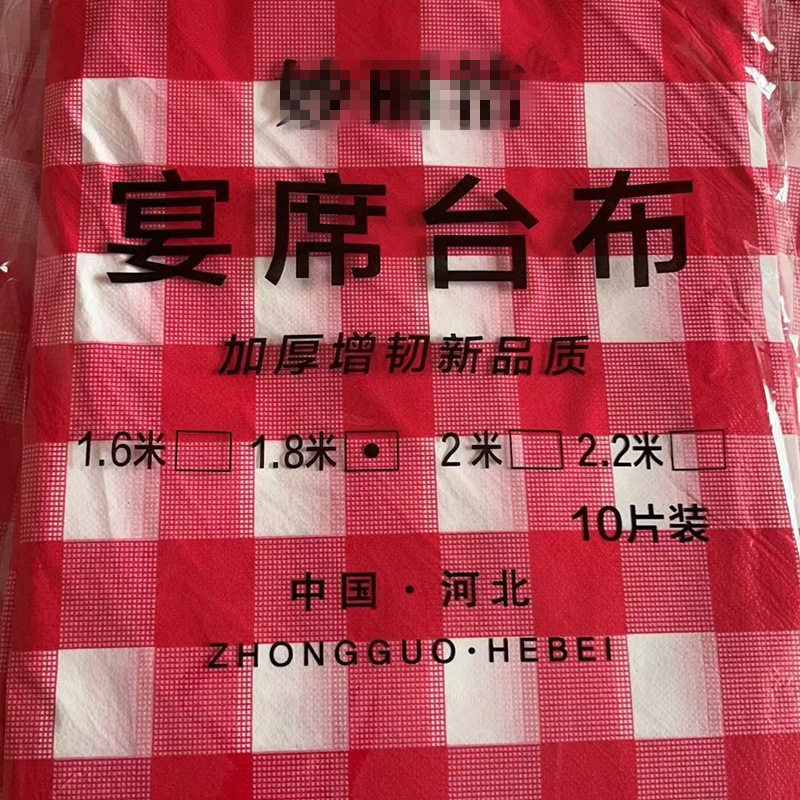 宴席台布
加厚增韧新品质
1.6米 1.8米 2米 2.2米
10片装
中国·河北
ZHONGGUO·HEBEI